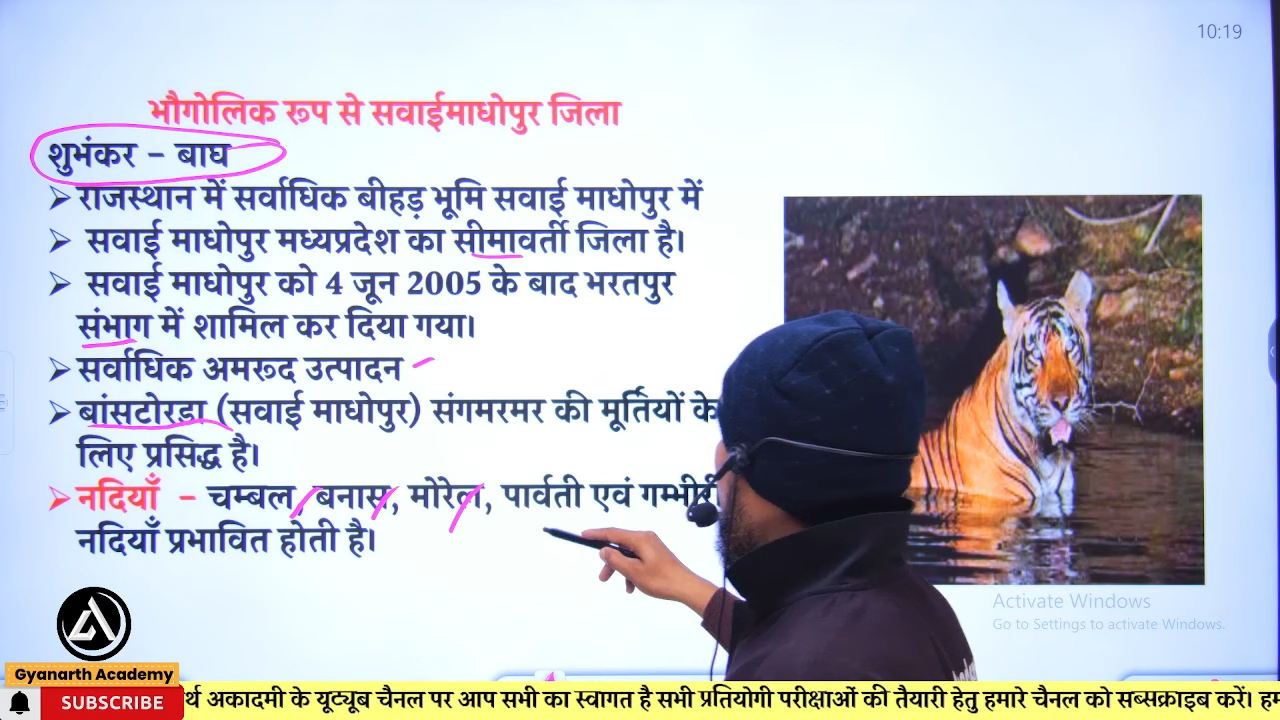 10:19
भौगोलिक रूप से सवाईमाधोपुर जिला
शुभंकर – बाघ
➢ राजस्थान में सर्वाधिक बीहड़ भूमि सवाई माधोपुर में
➢ सवाई माधोपुर मध्यप्रदेश का सीमावर्ती जिला है।
➢ सवाई माधोपुर को 4 जून 2005 के बाद भरतपुर
संभाग में शामिल कर दिया गया।
➢ सर्वाधिक अमरूद उत्पादन
➢ बांसटोरडा (सवाई माधोपुर) संगमरमर की मूर्तियों के
लिए प्रसिद्ध है।
➢ नदियाँ – चम्बल, बनास, मोरेल, पार्वती एवं गम्भीरी
नदियाँ प्रभावित होती है।
Activate Windows
Go to Settings to activate Windows.
Gyanarth Academy
SUBSCRIBE
र्थ अकादमी के यूट्यूब चैनल पर आप सभी का स्वागत है सभी प्रतियोगी परीक्षाओं की तैयारी हेतु हमारे चैनल को सब्सक्राइब करें। हम